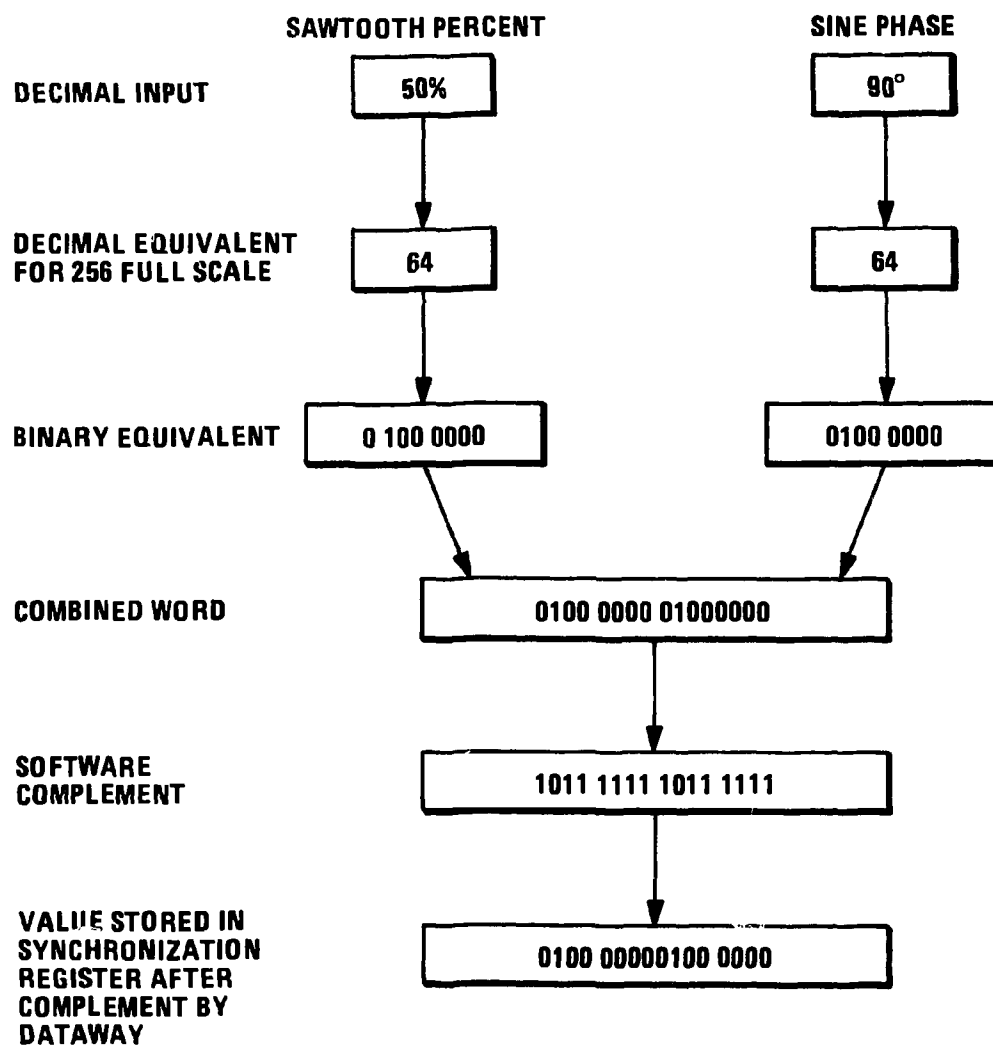 SAWTOOTH PERCENT
SINE PHASE
DECIMAL INPUT
50%
90°
DECIMAL EQUIVALENT
FOR 256 FULL SCALE
64
64
BINARY EQUIVALENT
0 100 0000
0100 0000
COMBINED WORD
0100 0000 01000000
SOFTWARE
COMPLEMENT
1011 1111 1011 1111
VALUE STORED IN
SYNCHRONIZATION
REGISTER AFTER
COMPLEMENT BY
DATAWAY
0100 00000100 0000